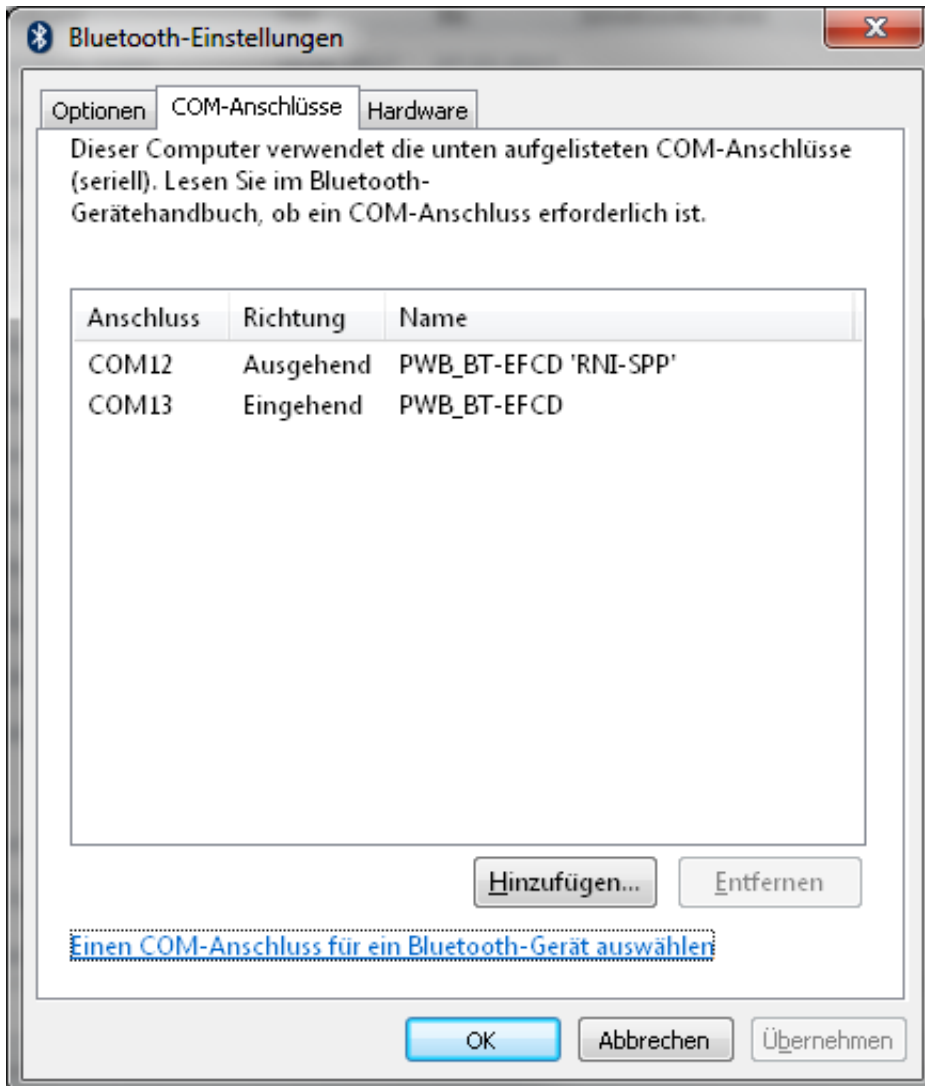 Bluetooth-Einstellungen
Optionen COM-Anschlüsse Hardware
Dieser Computer verwendet die unten aufgelisteten COM-Anschlüsse
(seriell). Lesen Sie im Bluetooth-
Gerätehandbuch, ob ein COM-Anschluss erforderlich ist.
Anschluss Richtung Name
COM12 Ausgehend PWB_BT-EFCD 'RNI-SPP'
COM13 Eingehend PWB_BT-EFCD
Hinzufügen... Entfernen
Einen COM-Anschluss für ein Bluetooth-Gerät auswählen
OK Abbrechen Übernehmen